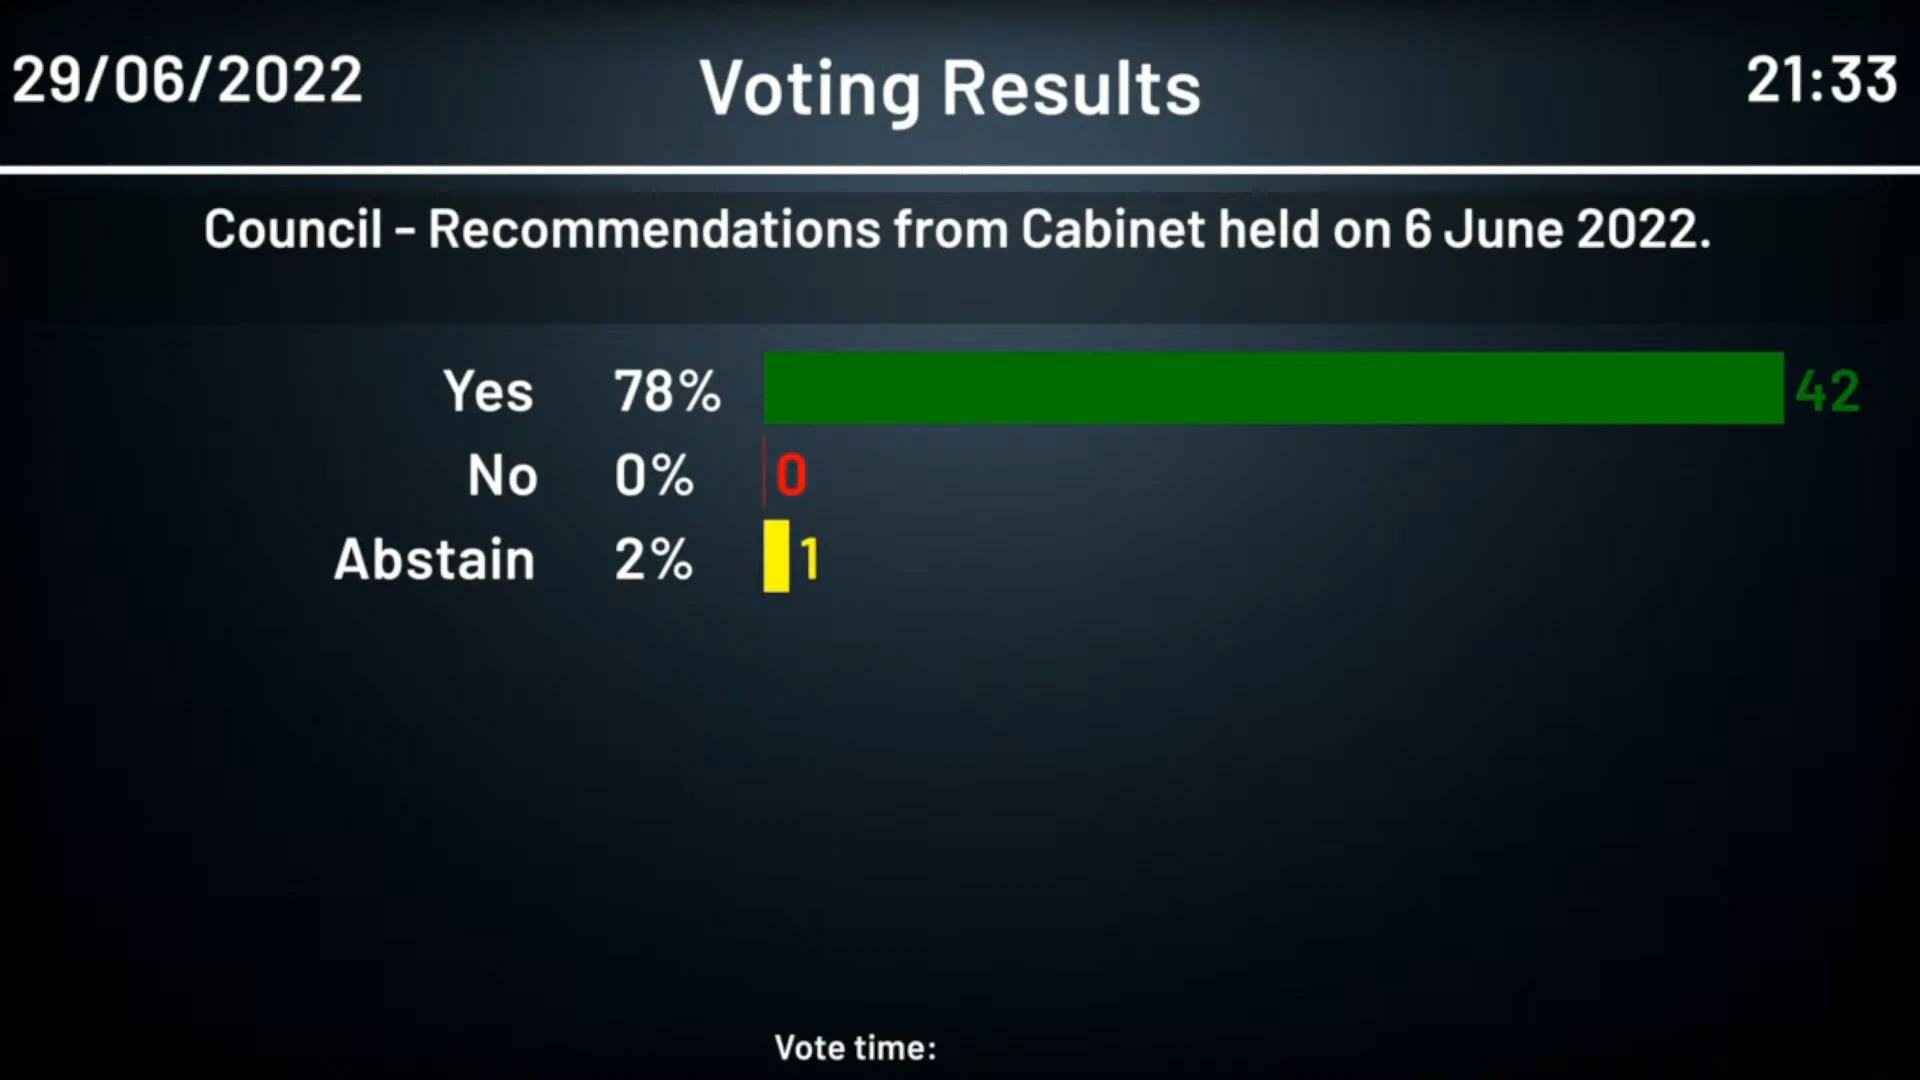 29/06/2022 Voting Results 21:33
Council - Recommendations from Cabinet held on 6 June 2022.
Yes 78% 42
No 0% 0
Abstain 2% 1
Vote time: